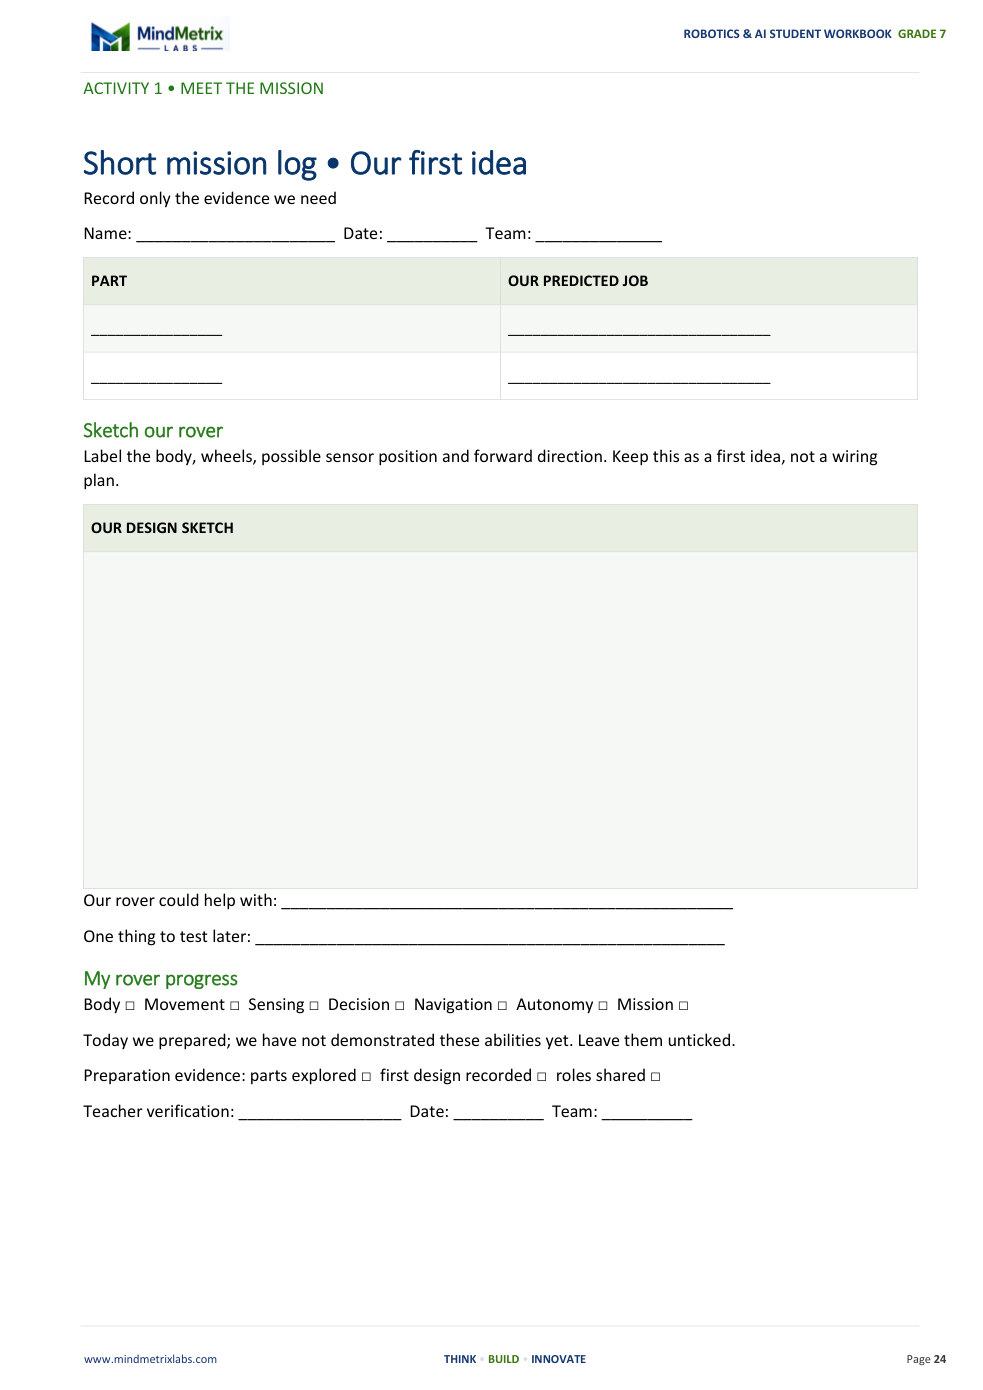 MindMetrix
LABS
ROBOTICS & AI STUDENT WORKBOOK GRADE 7
ACTIVITY 1 • MEET THE MISSION
Short mission log • Our first idea
Record only the evidence we need
Name: ______________________ Date: __________ Team: ______________
PART
OUR PREDICTED JOB
________________
________________________________
________________
________________________________
Sketch our rover
Label the body, wheels, possible sensor position and forward direction. Keep this as a first idea, not a wiring
plan.
OUR DESIGN SKETCH
Our rover could help with: __________________________________________________
One thing to test later: ____________________________________________________
My rover progress
Body □ Movement □ Sensing □ Decision □ Navigation □ Autonomy □ Mission □
Today we prepared; we have not demonstrated these abilities yet. Leave them unticked.
Preparation evidence: parts explored □ first design recorded □ roles shared □
Teacher verification: __________________ Date: __________ Team: __________
www.mindmetrixlabs.com
THINK • BUILD • INNOVATE
Page 24